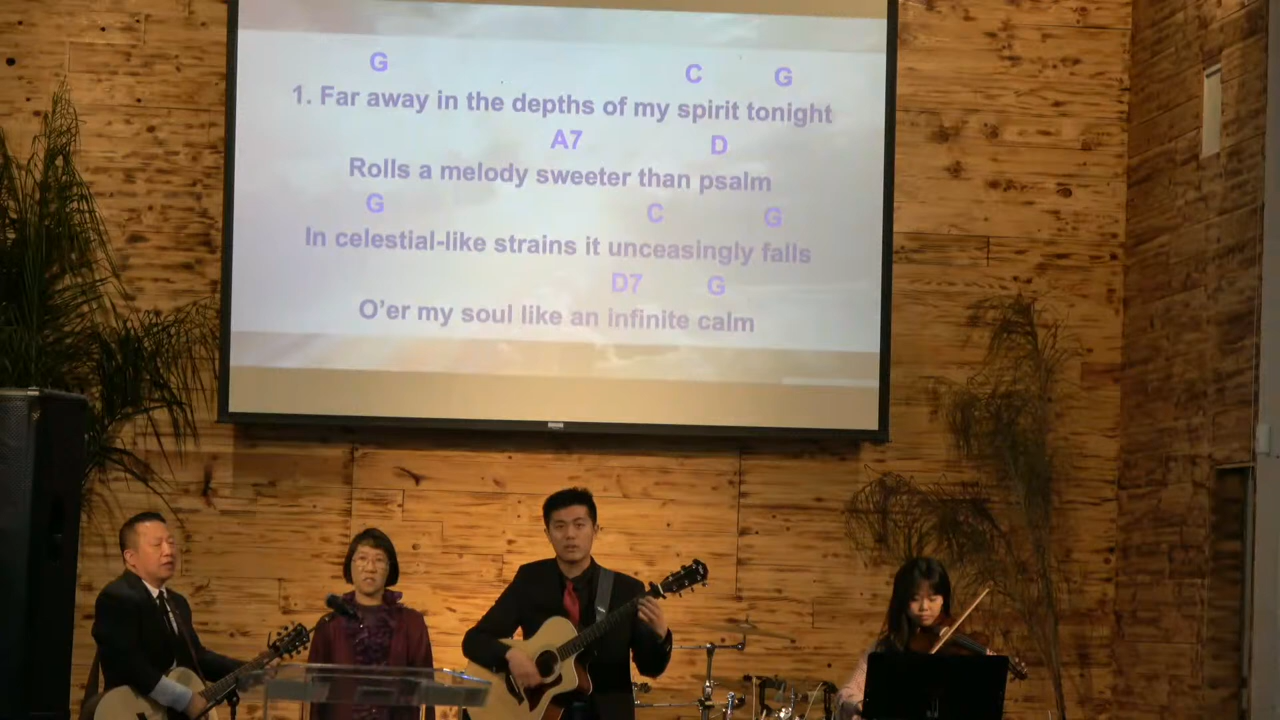 G C G
1. Far away in the depths of my spirit tonight
A7 D
Rolls a melody sweeter than psalm
G C G
In celestial-like strains it unceasingly falls
D7 G
O’er my soul like an infinite calm